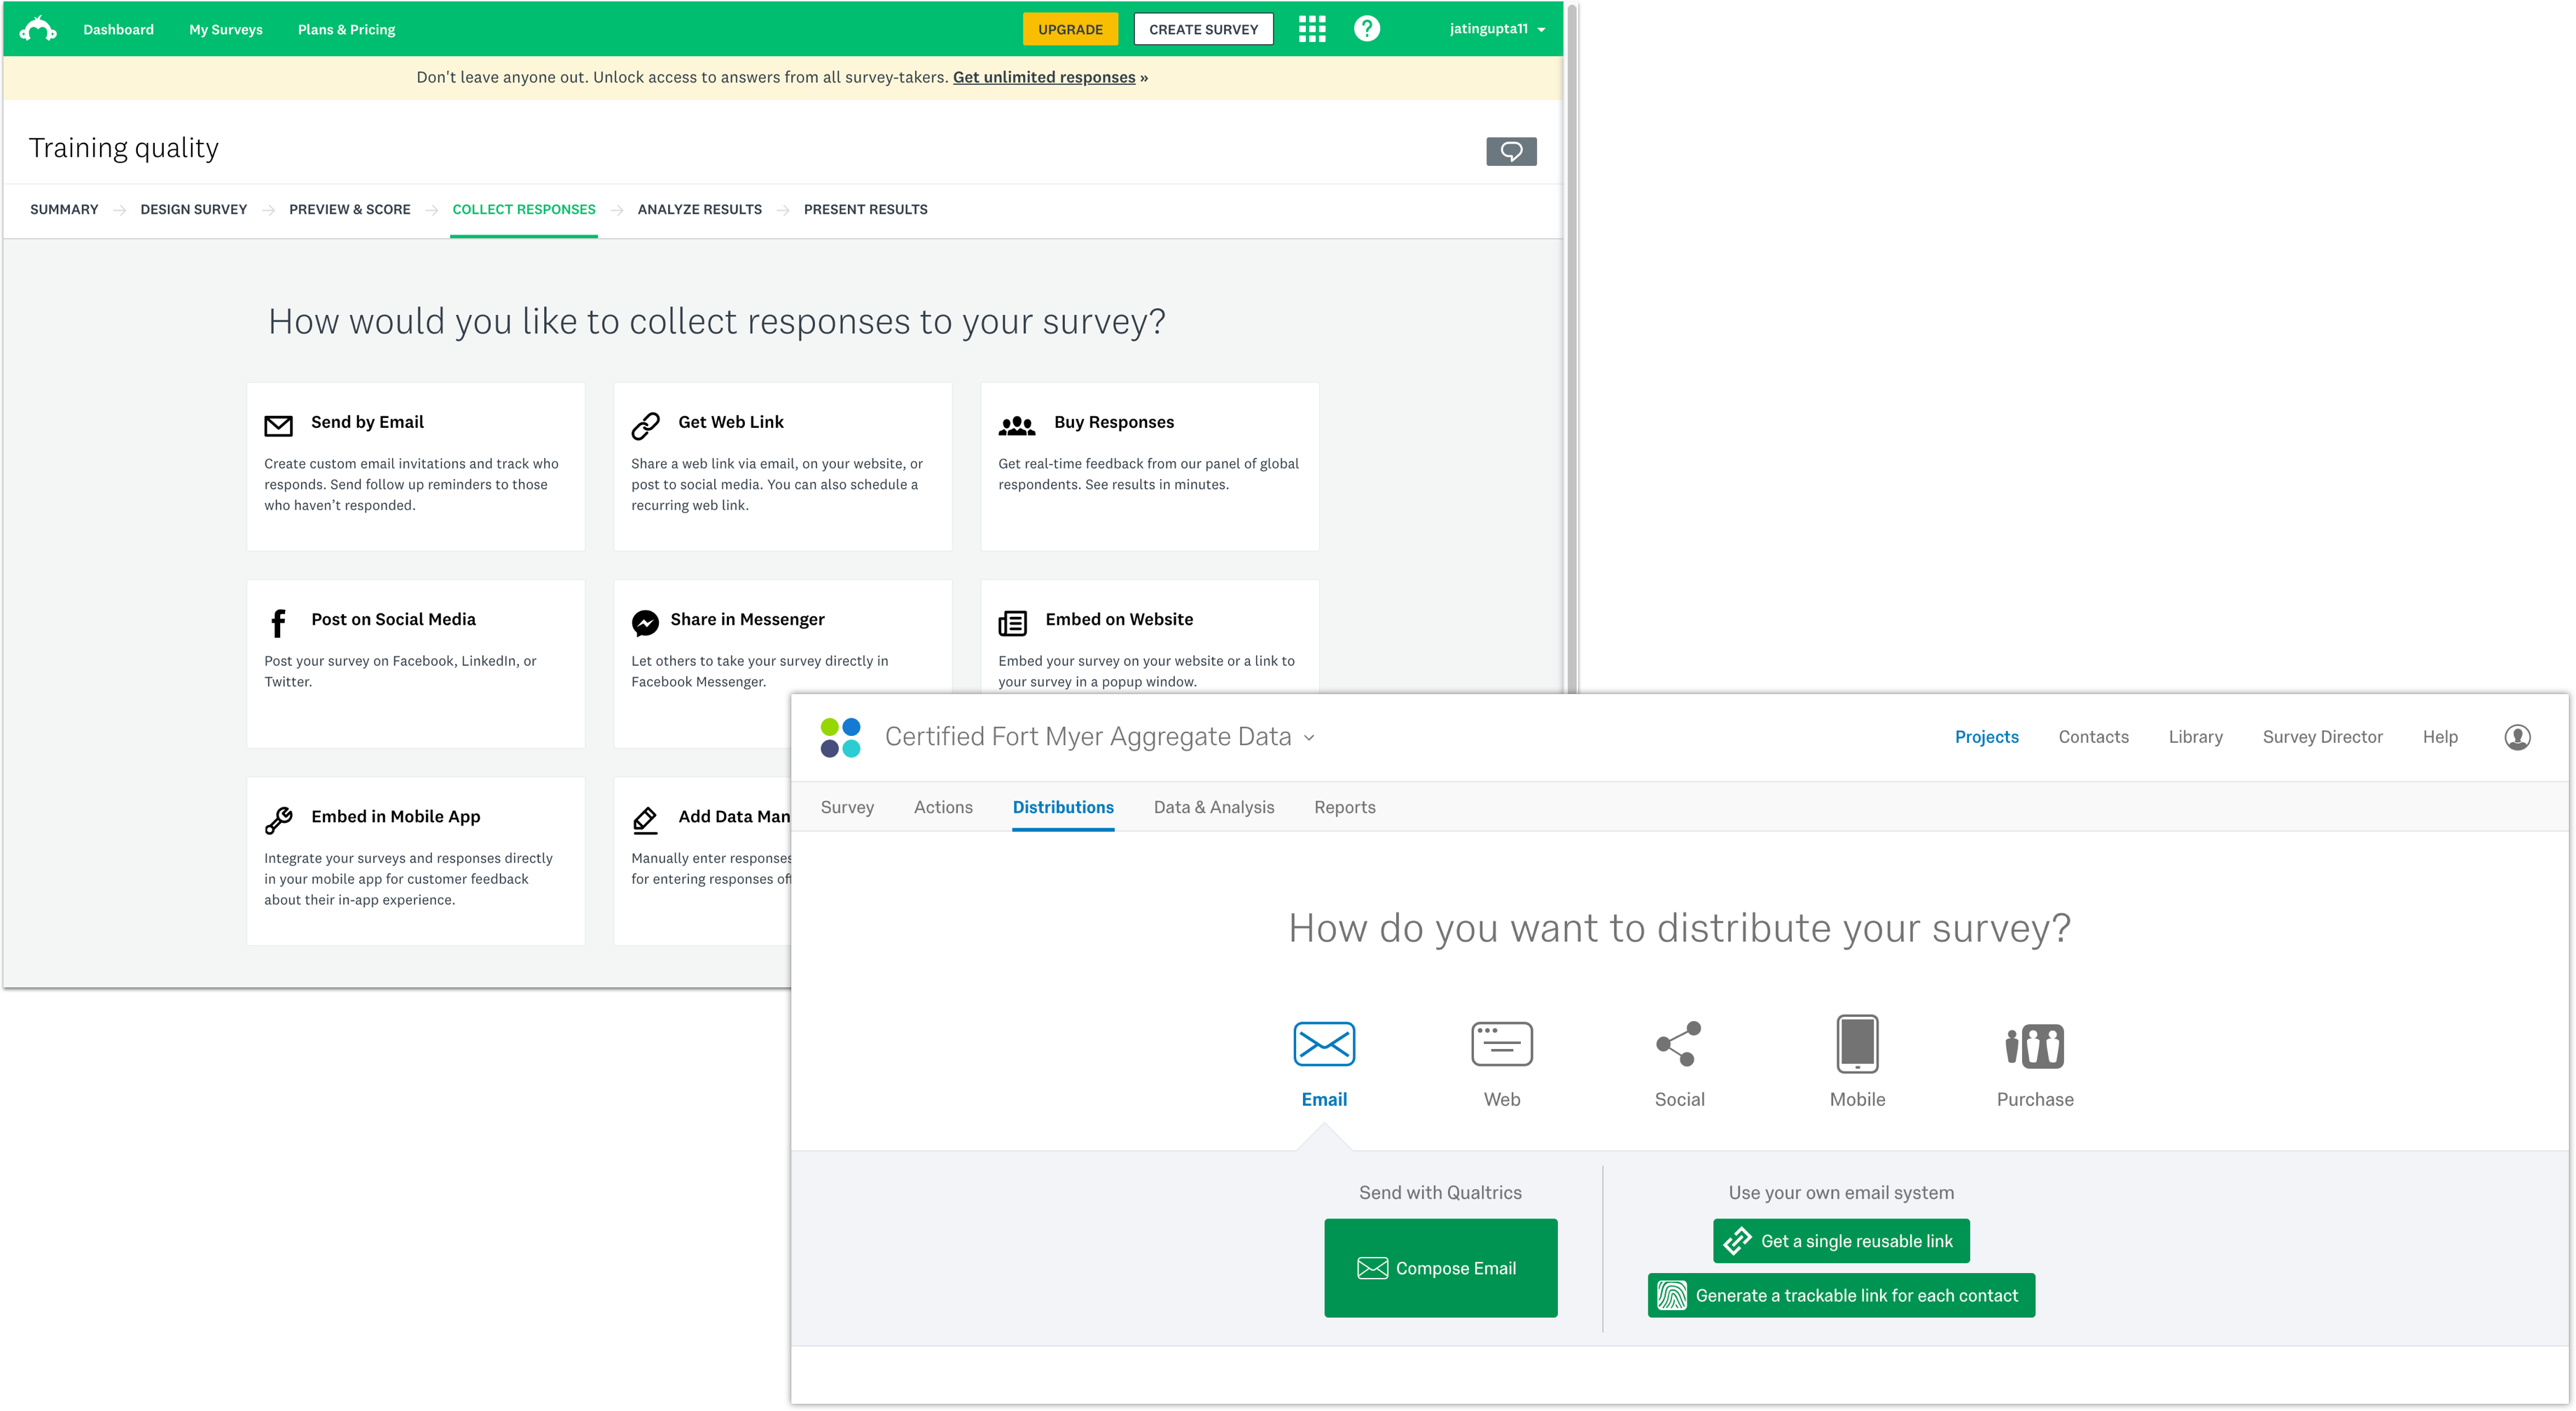 Dashboard My Surveys Plans & Pricing UPGRADE CREATE SURVEY ? jatingupta11
Don't leave anyone out. Unlock access to answers from all survey-takers. Get unlimited responses »
Training quality
SUMMARY → DESIGN SURVEY → PREVIEW & SCORE → COLLECT RESPONSES → ANALYZE RESULTS → PRESENT RESULTS
How would you like to collect responses to your survey?
Send by Email
Create custom email invitations and track who
responds. Send follow up reminders to those
who haven't responded.
Get Web Link
Share a web link via email, on your website, or
post to social media. You can also schedule a
recurring web link.
Buy Responses
Get real-time feedback from our panel of global
respondents. See results in minutes.
Post on Social Media
Post your survey on Facebook, LinkedIn, or
Twitter.
Share in Messenger
Let others to take your survey directly in
Facebook Messenger.
Embed on Website
Embed your survey on your website or a link to
your survey in a popup window.
Embed in Mobile App
Integrate your surveys and responses directly
in your mobile app for customer feedback
about their in-app experience.
Add Data Man
Manually enter responses
for entering responses of
Certified Fort Myer Aggregate Data Projects Contacts Library Survey Director Help
Survey Actions Distributions Data & Analysis Reports
How do you want to distribute your survey?
Email Web Social Mobile Purchase
Send with Qualtrics
Compose Email
Use your own email system
Get a single reusable link
Generate a trackable link for each contact